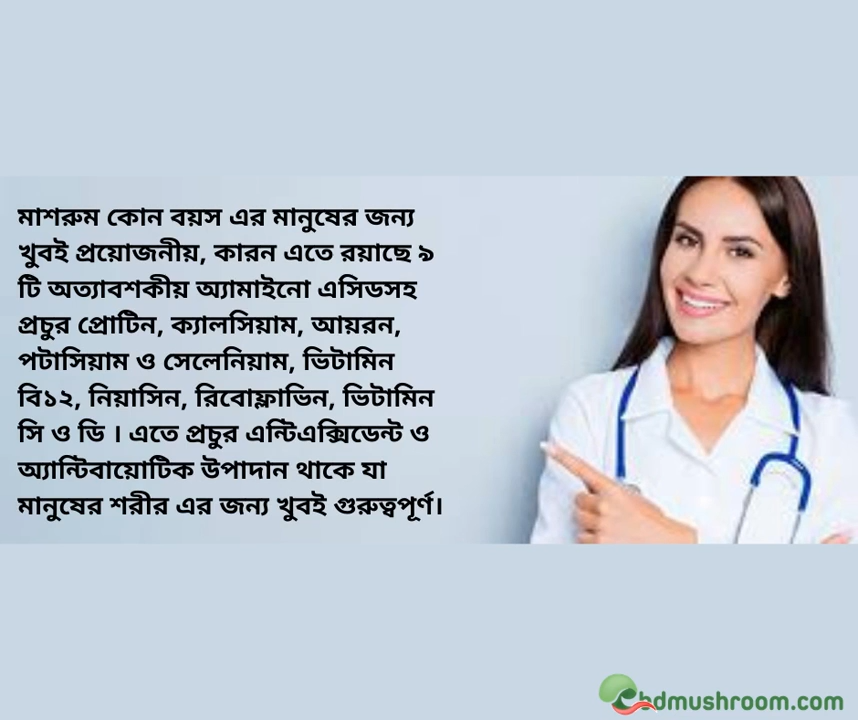 মাশরুম কোন বয়স এর মানুষের জন্য
খুবই প্রয়োজনীয়, কারন এতে রয়াছে ৯
টি অত্যাবশকীয় অ্যামাইনো এসিডসহ
প্রচুর প্রোটিন, ক্যালসিয়াম, আয়রন,
পটাসিয়াম ও সেলেনিয়াম, ভিটামিন
বি১২, নিয়াসিন, রিবোফ্লাভিন, ভিটামিন
সি ও ডি । এতে প্রচুর এন্টিএক্সিডেন্ট ও
অ্যান্টিবায়োটিক উপাদান থাকে যা
মানুষের শরীর এর জন্য খুবই গুরুত্বপূর্ণ।
bdmushroom.com